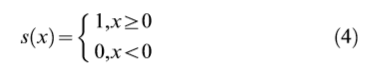 s(x) = { 1, x ≥ 0 (4)
0, x < 0